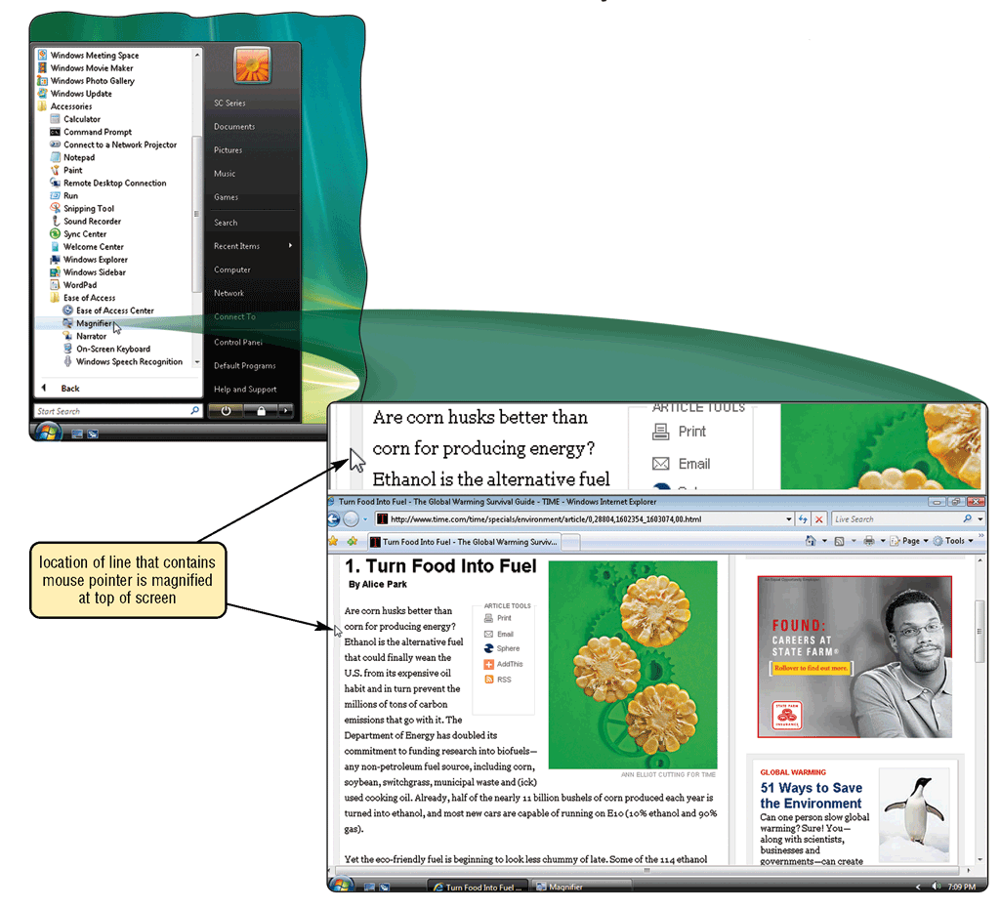 Windows Meeting Space
Windows Movie Maker
Windows Photo Gallery
Windows Update
Accessories
Calculator
Command Prompt
Connect to a Network Projector
Notepad
Paint
Remote Desktop Connection
Run
Snipping Tool
Sound Recorder
Sync Center
Welcome Center
Windows Explorer
Windows Sidebar
WordPad
Ease of Access
Ease of Access Center
Magnifier
Narrator
On-Screen Keyboard
Windows Speech Recognition
Back
Start Search
SC Series
Documents
Pictures
Music
Games
Search
Recent Items
Computer
Network
Connect To
Control Panel
Default Programs
Help and Support
location of line that contains
mouse pointer is magnified
at top of screen
Are corn husks better than
corn for producing energy?
Ethanol is the alternative fuel
ARTICLE TOOLS
Print
Email
Turn Food Into Fuel - The Global Warming Survival Guide - TIME - Windows Internet Explorer
http://www.time.com/time/specials/environment/article/0,28804,1602354_1603074,00.html
Live Search
Turn Food Into Fuel - The Global Warming Surviv...
Page
Tools
1. Turn Food Into Fuel
By Alice Park
Are corn husks better than
corn for producing energy?
Ethanol is the alternative fuel
that could finally wean the
U.S. from its expensive oil
habit and in turn prevent the
millions of tons of carbon
emissions that go with it. The
Department of Energy has doubled its
commitment to funding research into biofuels—
any non-petroleum fuel source, including corn,
soybean, switchgrass, municipal waste and (ick)
used cooking oil. Already, half of the nearly 11 billion bushels of corn produced each year is
turned into ethanol, and most new cars are capable of running on E10 (10% ethanol and 90%
gas).
Yet the eco-friendly fuel is beginning to look less chummy of late. Some of the 114 ethanol
ARTICLE TOOLS
Print
Email
Sphere
AddThis
RSS
ANN ELLIOT CUTTING FOR TIME
FOUND:
CAREERS AT
STATE FARM®
Rollover to find out more.
STATE FARM
INSURANCE
GLOBAL WARMING
51 Ways to Save
the Environment
Can one person slow global
warming? Sure! You—
along with scientists,
businesses and
governments—can create
Turn Food Into Fuel ...
Magnifier
7:09 PM